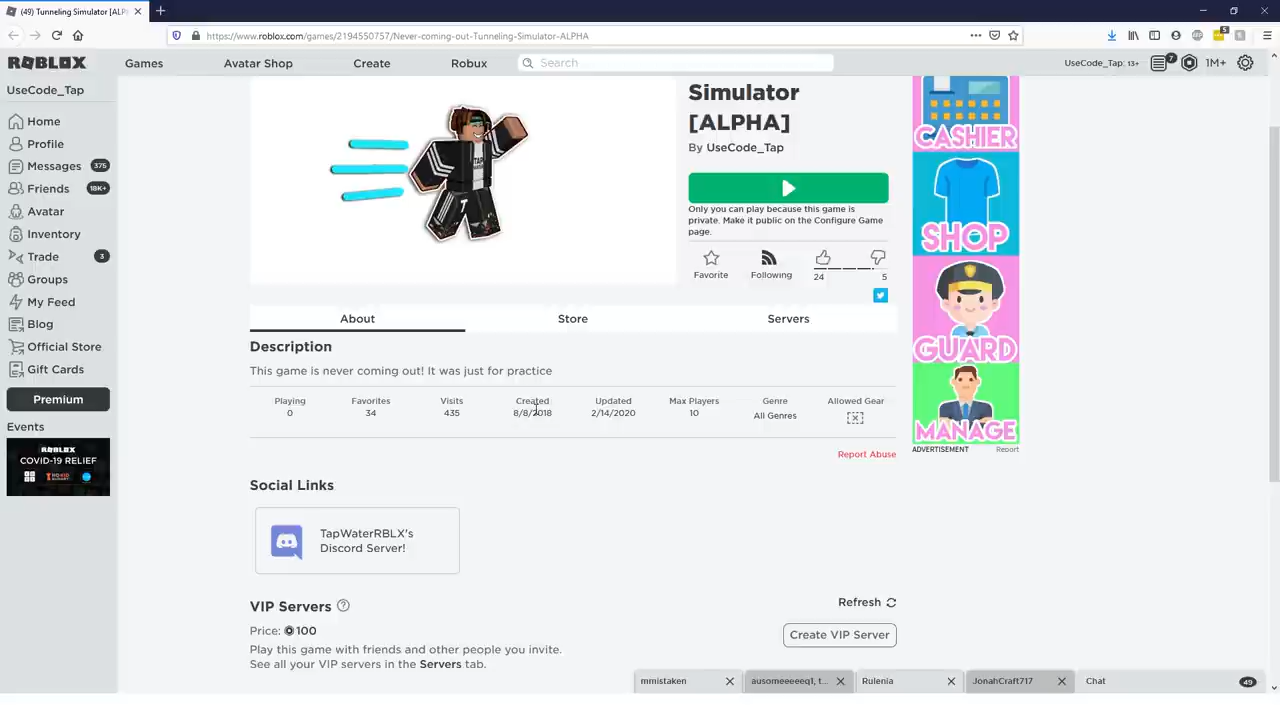 (49) Tunneling Simulator [ALP
https://www.roblox.com/games/2194550757/Never-coming-out-Tunneling-Simulator-ALPHA
5
ROBLOX
Games
Avatar Shop
Create
Robux
Search
UseCode_Tap: 13+
7
1M+
UseCode_Tap
Home
Profile
Messages 375
Friends 18K+
Avatar
Inventory
Trade 3
Groups
My Feed
Blog
Official Store
Gift Cards
Premium
Events
ROBLOX
COVID-19 RELIEF
TAP
Simulator
[ALPHA]
By UseCode_Tap
Only you can play because this game is
private. Make it public on the Configure Game
page.
Favorite
Following
24
5
About
Store
Servers
Description
This game is never coming out! It was just for practice
Playing
Favorites
Visits
Created
Updated
Max Players
Genre
Allowed Gear
0
34
435
8/8/2018
2/14/2020
10
All Genres
Report Abuse
Social Links
TapWaterRBLX's
Discord Server!
VIP Servers
Refresh
Price: 100
Create VIP Server
Play this game with friends and other people you invite.
See all your VIP servers in the Servers tab.
CASHIER
SHOP
GUARD
MANAGE
ADVERTISEMENT
Report
mmistaken
ausomeeeeeq1, t...
Rulenia
JonahCraft717
Chat
49